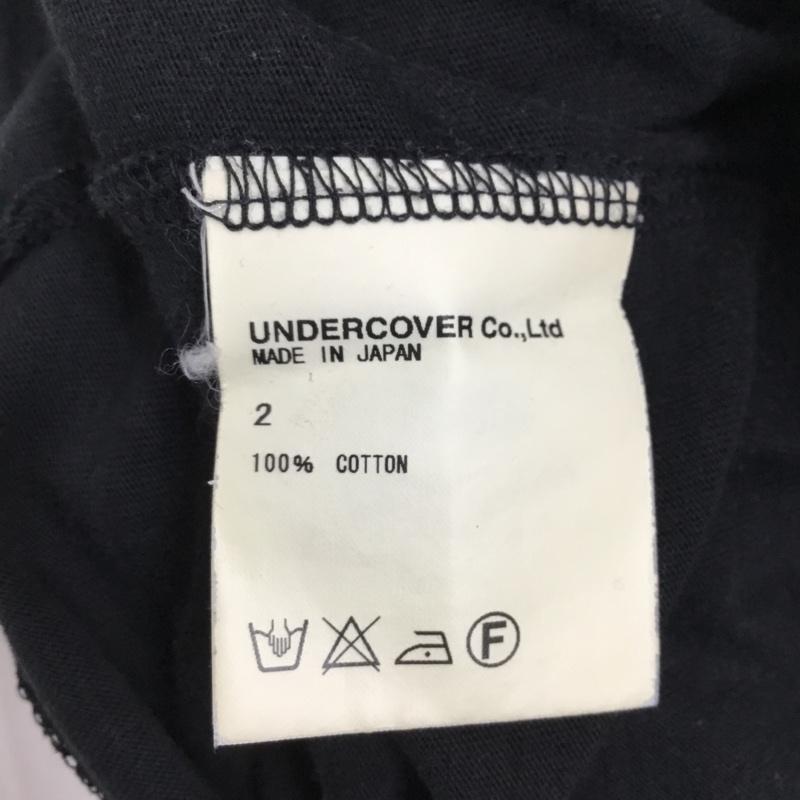 UNDERCOVER Co.,Ltd
MADE IN JAPAN
2
100% COTTON
F